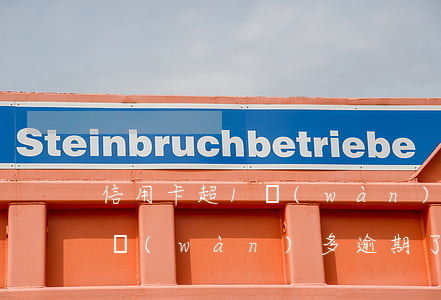 Steinbruchbetriebe
信用卡超1�(wàn)
�(wàn)多逾期了